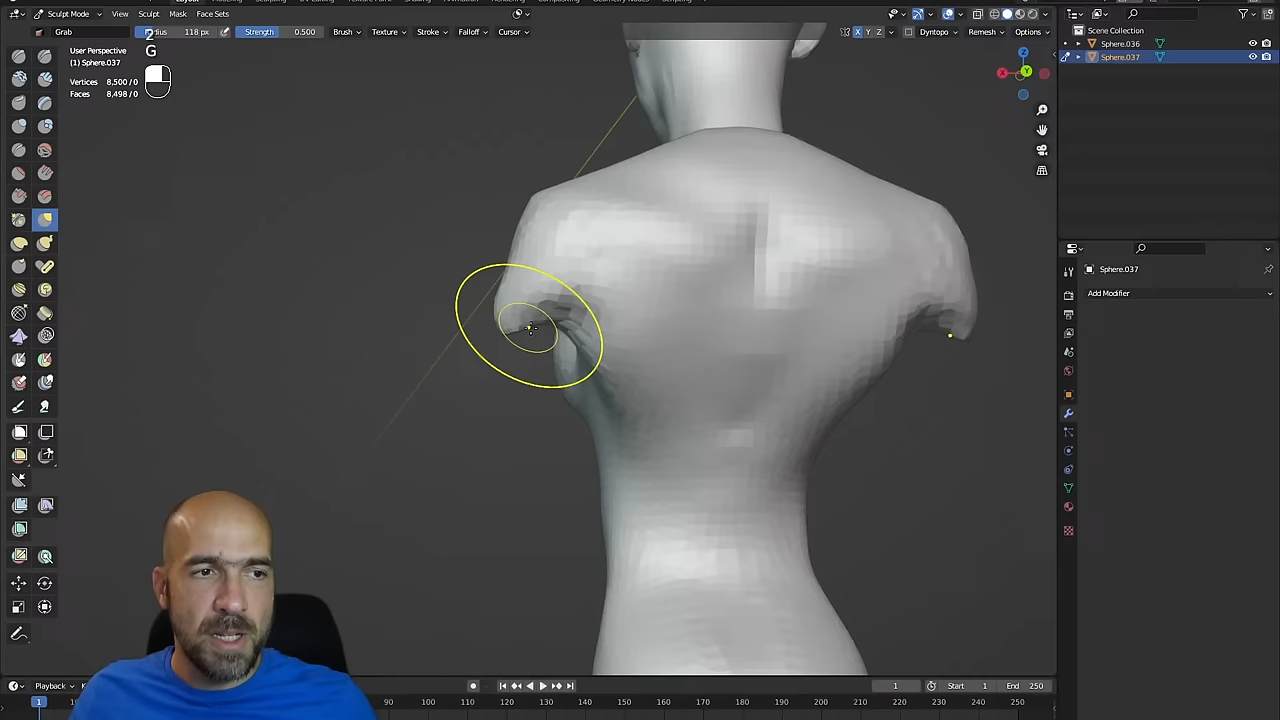 Sculpt Mode View Sculpt Mask Face Sets
Grab Radius 118 px Strength 0.500 Brush Texture Stroke Falloff Cursor X Y Z Dyntopo Remesh Options
G
User Perspective
(1) Sphere.037
Vertices 8,500 / 0
Faces 8,498 / 0
Z
X
Y
Scene Collection
Sphere.036
Sphere.037
Sphere.037
Add Modifier
Playback 1 Start 1 End 250
1 90 100 110 120 130 140 150 160 170 180 190 200 210 220 230 240 250